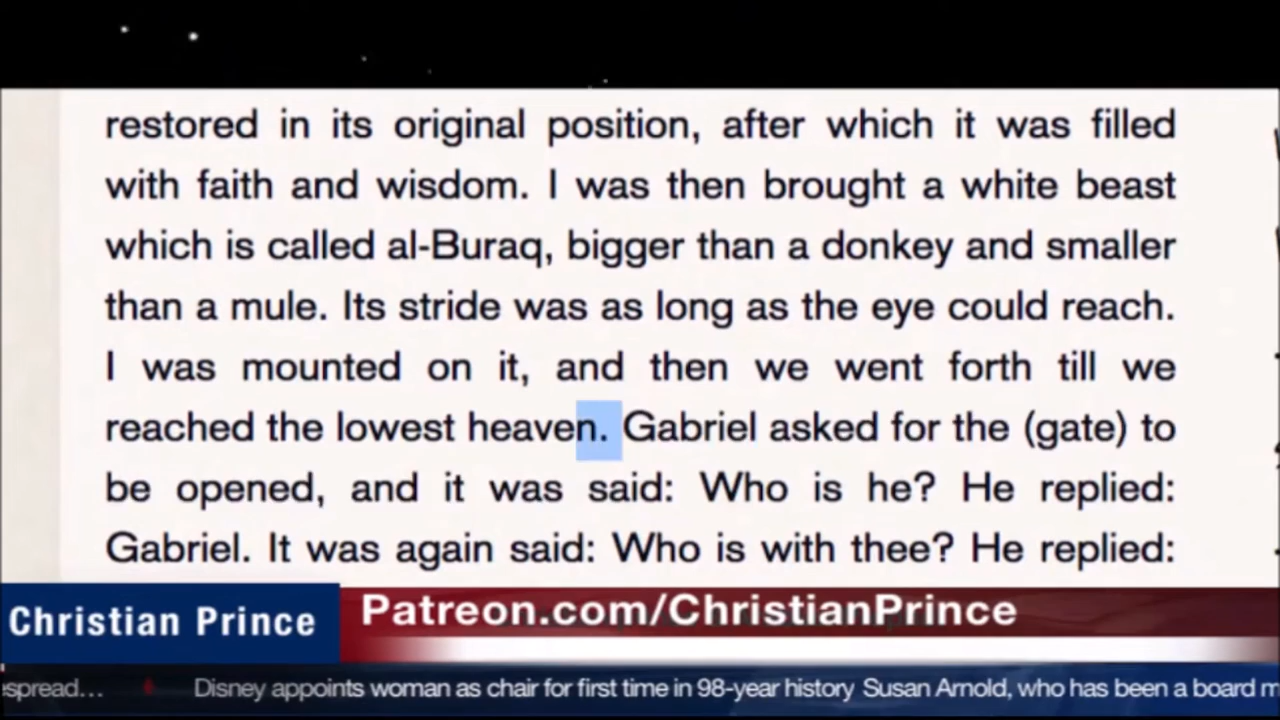 restored in its original position, after which it was filled
with faith and wisdom. I was then brought a white beast
which is called al-Buraq, bigger than a donkey and smaller
than a mule. Its stride was as long as the eye could reach.
I was mounted on it, and then we went forth till we
reached the lowest heaven. Gabriel asked for the (gate) to
be opened, and it was said: Who is he? He replied:
Gabriel. It was again said: Who is with thee? He replied:
Christian Prince
Patreon.com/ChristianPrince
spread... Disney appoints woman as chair for first time in 98-year history Susan Arnold, who has been a board